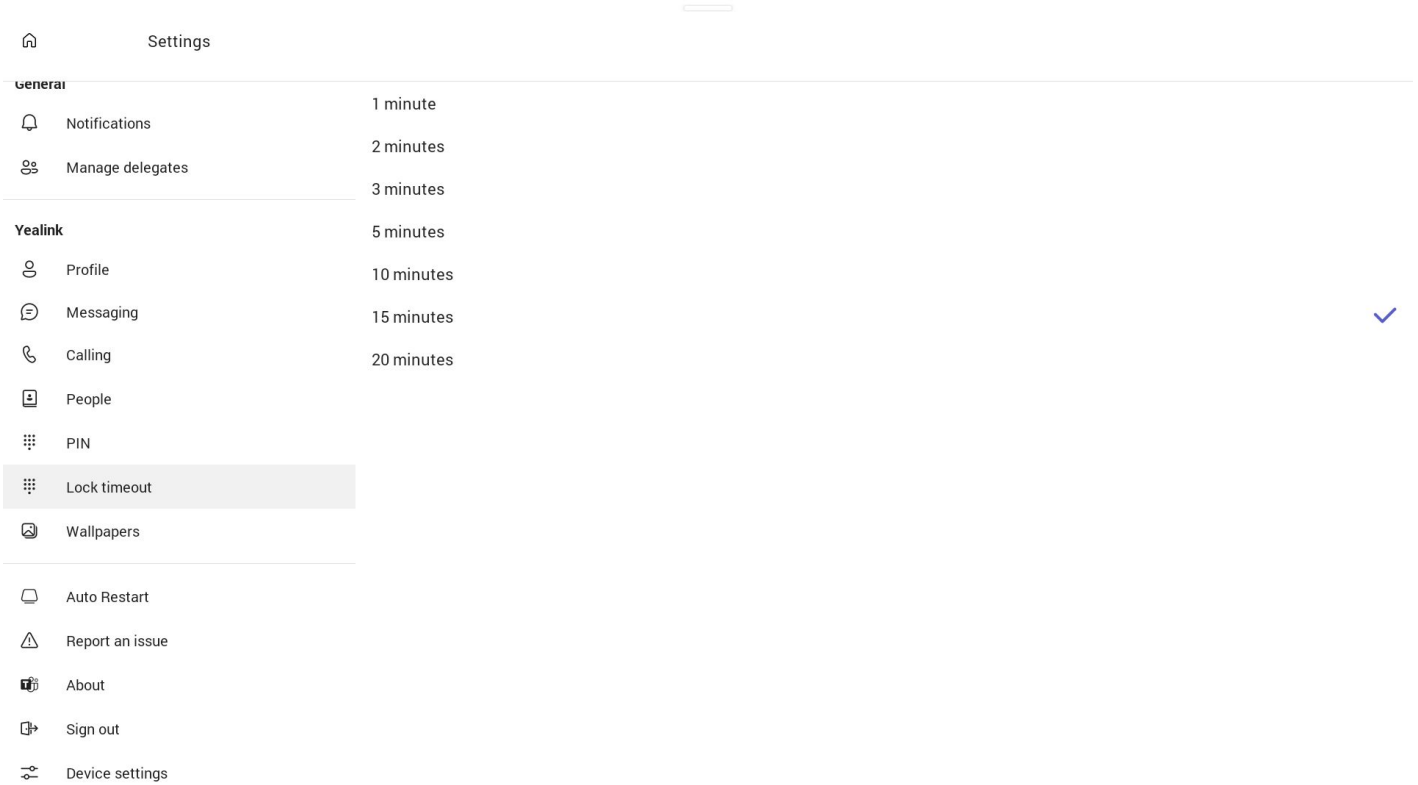 Settings
General
Notifications
Manage delegates
Yealink
Profile
Messaging
Calling
People
PIN
Lock timeout
Wallpapers
Auto Restart
Report an issue
About
Sign out
Device settings
1 minute
2 minutes
3 minutes
5 minutes
10 minutes
15 minutes
20 minutes